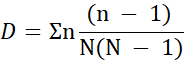 D = Σn (n - 1) / N(N - 1)